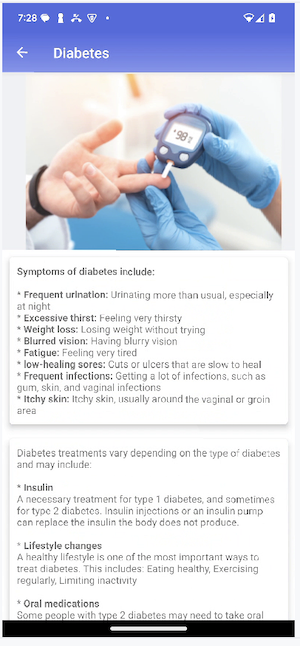 7:28
Diabetes
98
Symptoms of diabetes include:
* Frequent urination: Urinating more than usual, especially
at night
* Excessive thirst: Feeling very thirsty
* Weight loss: Losing weight without trying
* Blurred vision: Having blurry vision
* Fatigue: Feeling very tired
* low-healing sores: Cuts or ulcers that are slow to heal
* Frequent infections: Getting a lot of infections, such as
gum, skin, and vaginal infections
* Itchy skin: Itchy skin, usually around the vaginal or groin
area
Diabetes treatments vary depending on the type of diabetes
and may include:
* Insulin
A necessary treatment for type 1 diabetes, and sometimes
for type 2 diabetes. Insulin injections or an insulin pump
can replace the insulin the body does not produce.
* Lifestyle changes
A healthy lifestyle is one of the most important ways to
treat diabetes. This includes: Eating healthy, Exercising
regularly, Limiting inactivity
* Oral medications
Some people with type 2 diabetes may need to take oral